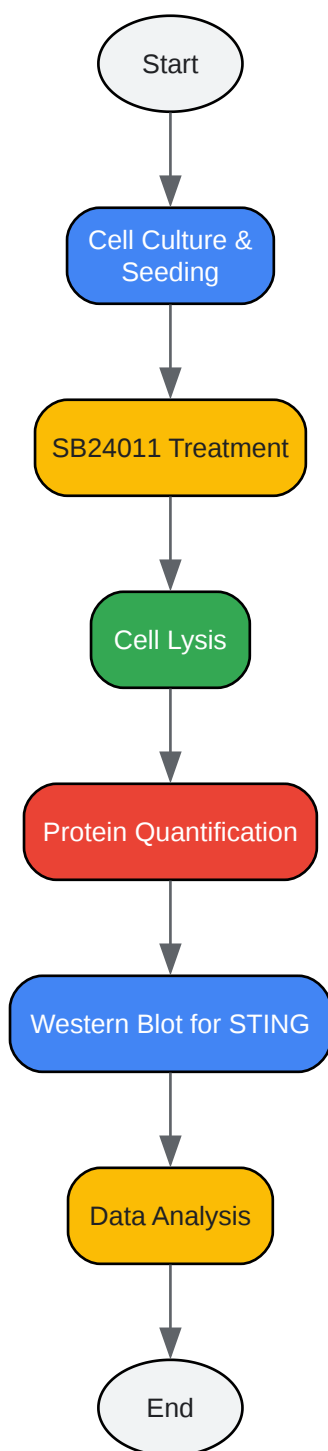 Start
Cell Culture &
Seeding
SB24011 Treatment
Cell Lysis
Protein Quantification
Western Blot for STING
Data Analysis
End